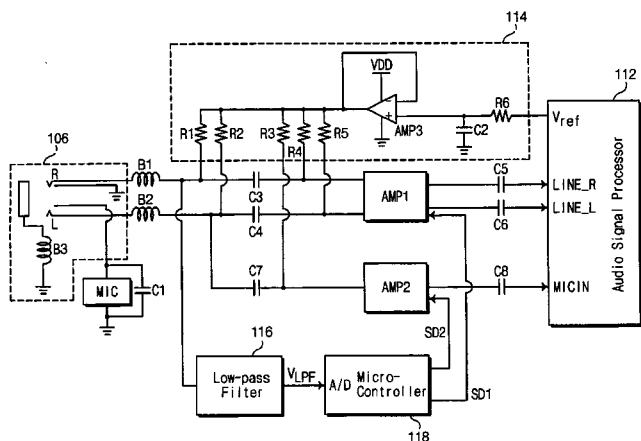 114
112
VDD
R6
Vref
AMP3
C2
R1
R2
R3
R4
R5
106
R
B1
C3
AMP1
C5
LINE_R
B2
L
C4
C6
LINE_L
Audio Signal Processor
B3
MIC
C1
C7
AMP2
C8
MICIN
116
SD2
Low-pass
Filter
VLPF
A/D
Micro-
Controller
SD1
118